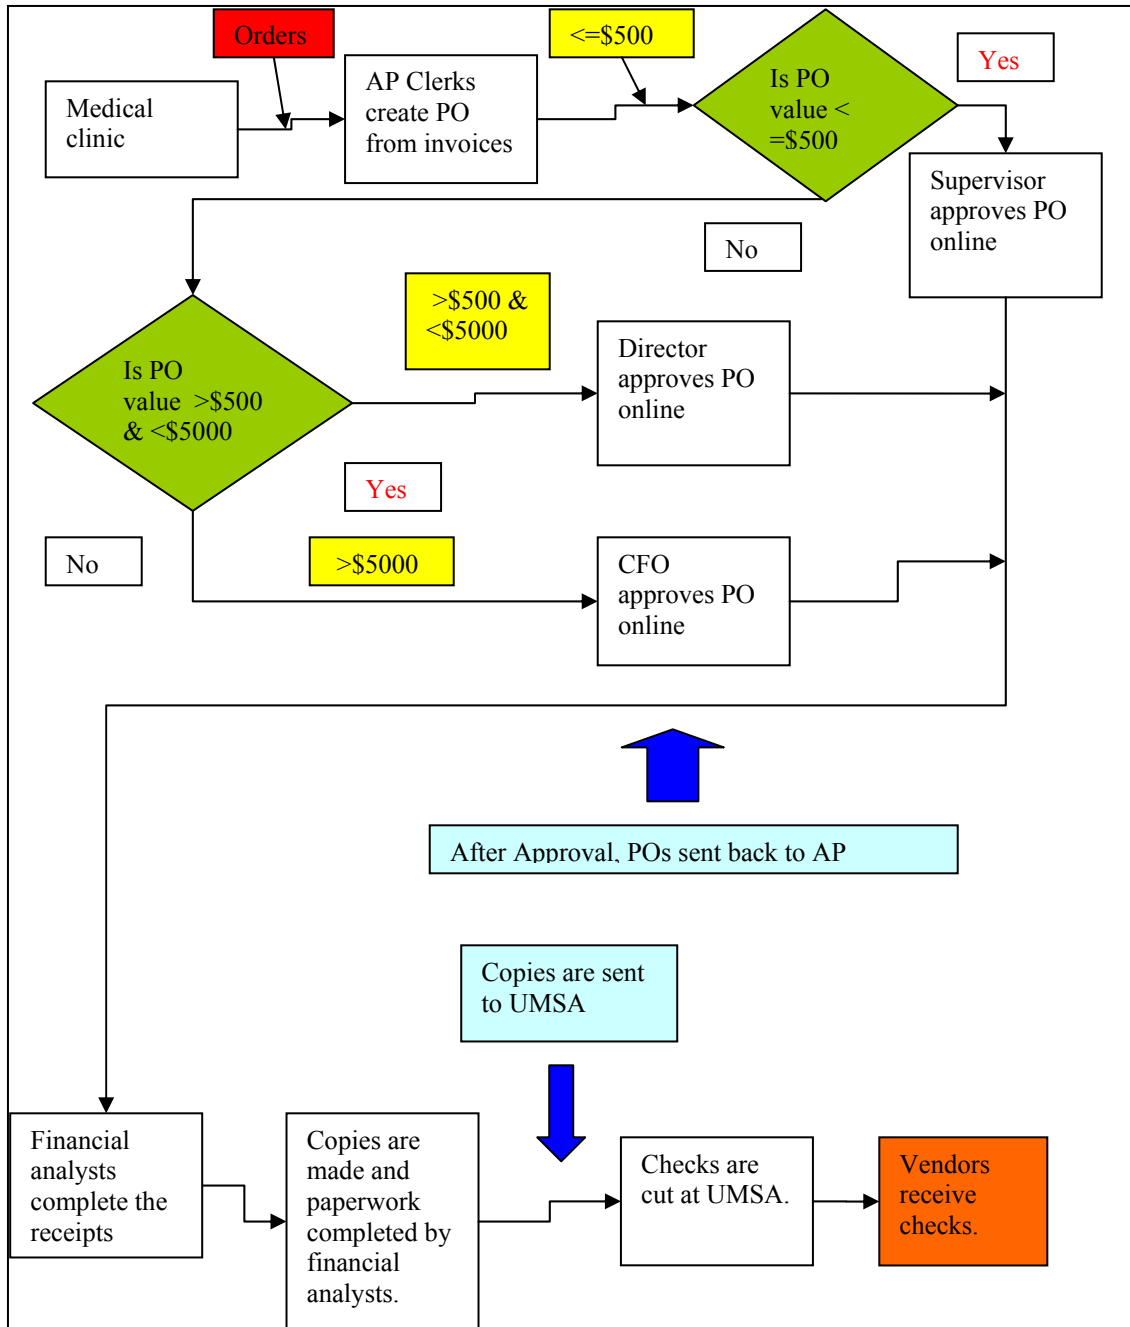 Orders
<=$500
Medical
clinic
AP Clerks
create PO
from invoices
Is PO
value <
=$500
Yes
Supervisor
approves PO
online
No
>$500 &
<$5000
Is PO
value >$500
& <$5000
Director
approves PO
online
Yes
No
>$5000
CFO
approves PO
online
After Approval, POs sent back to AP
Copies are sent
to UMSA
Financial
analysts
complete the
receipts
Copies are
made and
paperwork
completed by
financial
analysts.
Checks are
cut at UMSA.
Vendors
receive
checks.